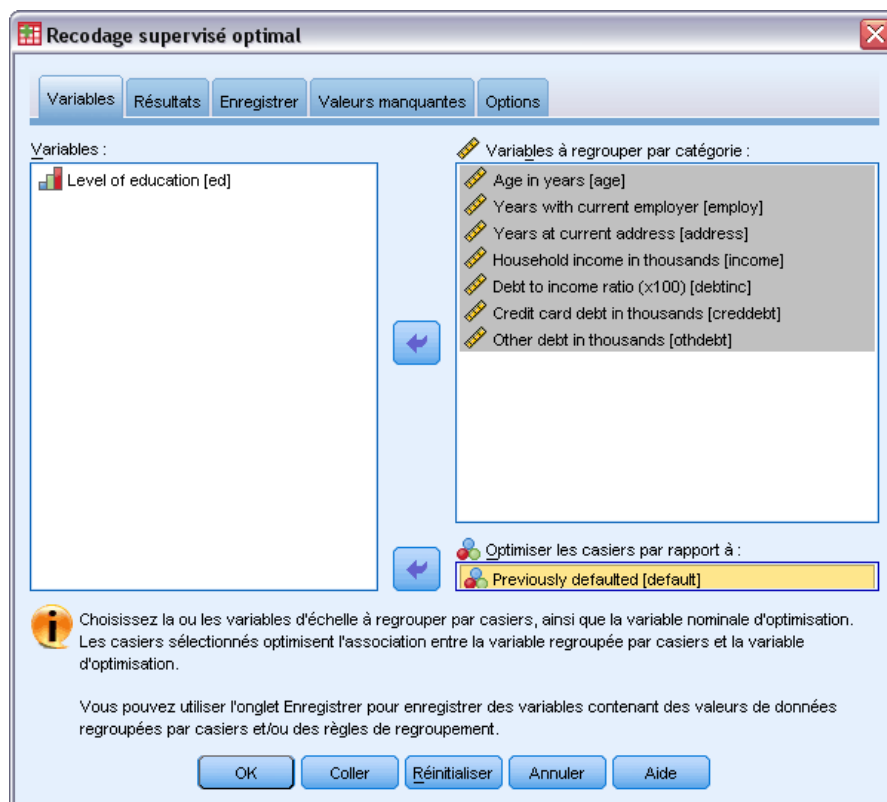 Recodage supervisé optimal
Variables
Résultats
Enregistrer
Valeurs manquantes
Options
Variables :
Level of education [ed]
Variables à regrouper par catégorie :
Age in years [age]
Years with current employer [employ]
Years at current address [address]
Household income in thousands [income]
Debt to income ratio (x100) [debtinc]
Credit card debt in thousands [creddebt]
Other debt in thousands [othdebt]
Optimiser les casiers par rapport à :
Previously defaulted [default]
Choisissez la ou les variables d'échelle à regrouper par casiers, ainsi que la variable nominale d'optimisation.
Les casiers sélectionnés optimisent l'association entre la variable regroupée par casiers et la variable
d'optimisation.
Vous pouvez utiliser l'onglet Enregistrer pour enregistrer des variables contenant des valeurs de données
regroupées par casiers et/ou des règles de regroupement.
OK
Coller
Réinitialiser
Annuler
Aide